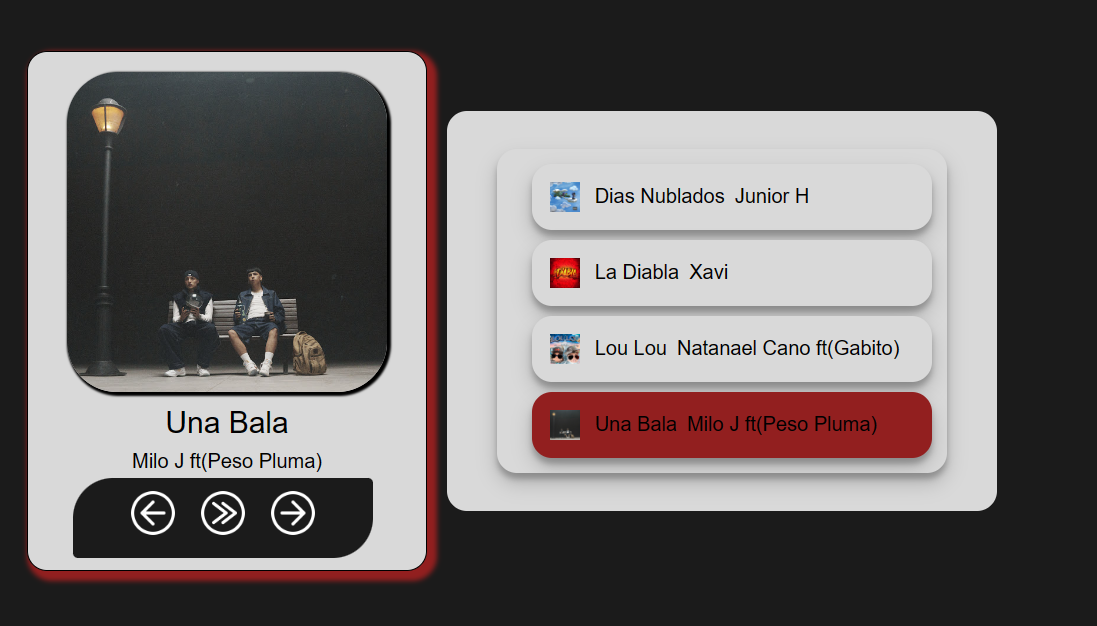 Una Bala
Milo J ft(Peso Pluma)
Dias Nublados  Junior H
La Diabla  Xavi
Lou Lou  Natanael Cano ft(Gabito)
Una Bala  Milo J ft(Peso Pluma)